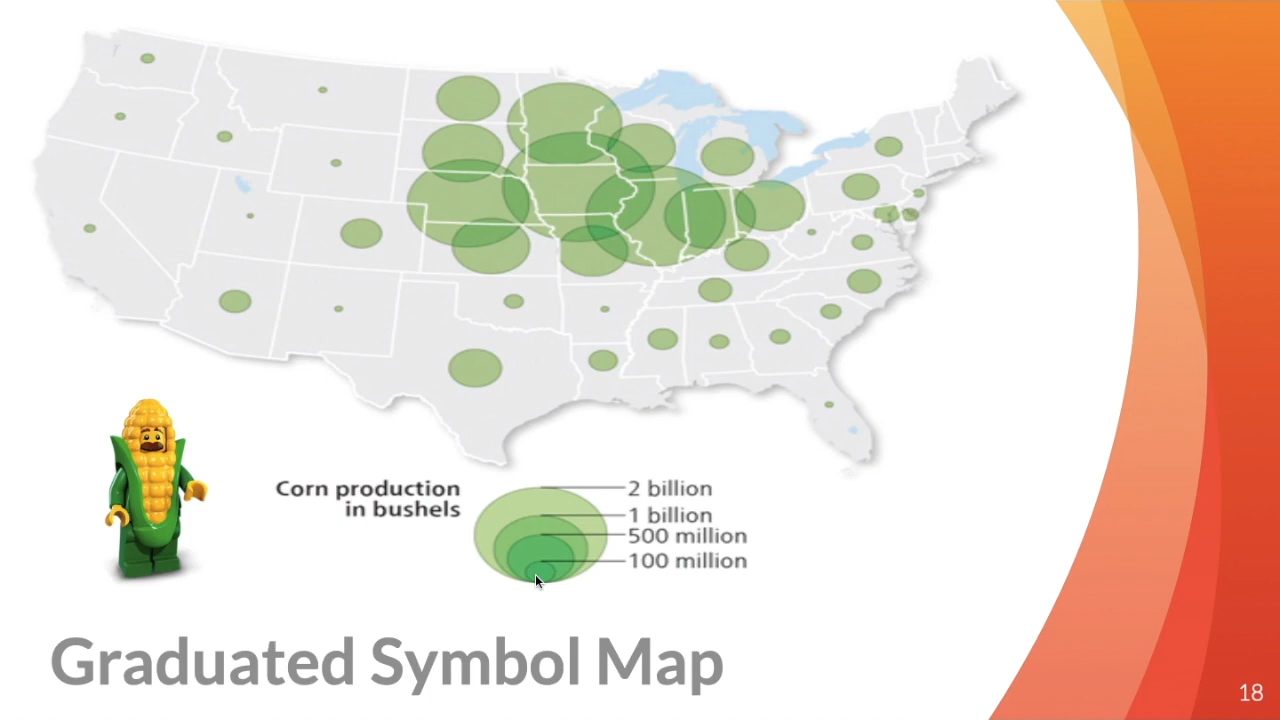 Corn production
in bushels
2 billion
1 billion
500 million
100 million
Graduated Symbol Map
18